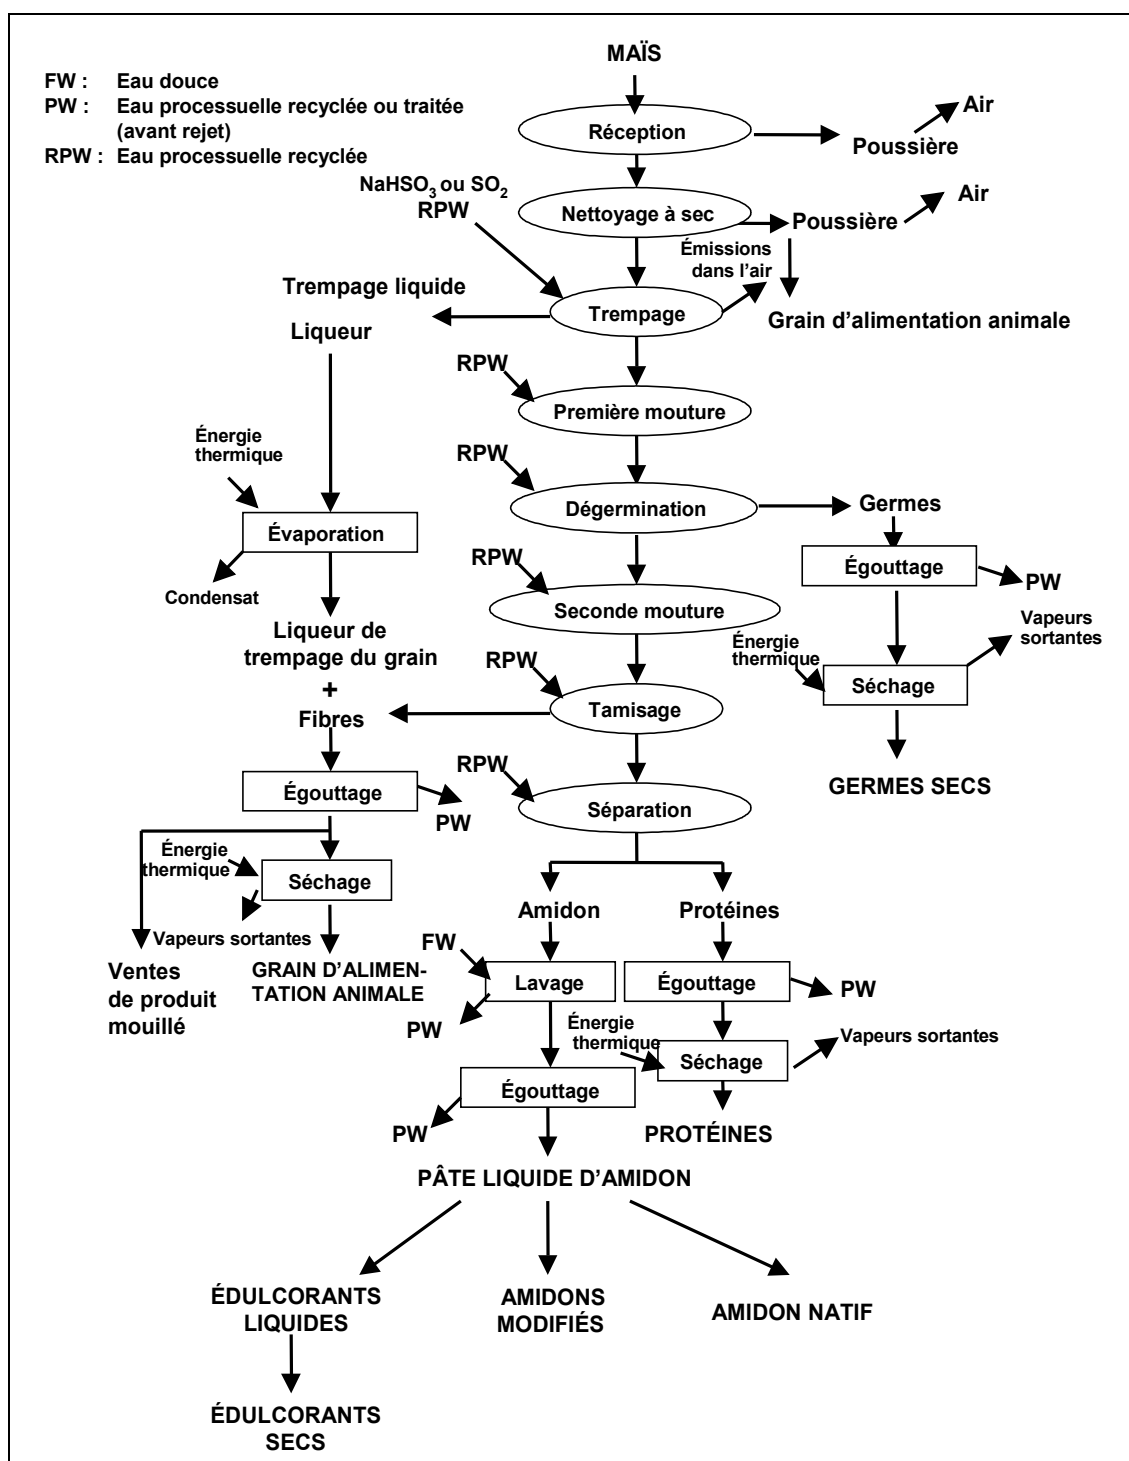 MAÏS
FW : Eau douce
PW : Eau processuelle recyclée ou traitée
(avant rejet)
RPW : Eau processuelle recyclée
Réception
Air
Poussière
NaHSO3 ou SO2
RPW
Nettoyage à sec
Poussière
Air
Émissions
dans l'air
Trempage liquide
Trempage
Grain d'alimentation animale
Liqueur
RPW
Première mouture
Énergie
thermique
RPW
Dégermination
Germes
Évaporation
Égouttage
RPW
PW
Condensat
Seconde mouture
Vapeurs
sortantes
Liqueur de
trempage du grain
Énergie
thermique
RPW
Séchage
+
Fibres
Tamisage
RPW
GERMES SECS
Égouttage
PW
Séparation
Énergie
thermique
Séchage
Amidon
Protéines
Vapeurs sortantes
FW
Ventes
de produit
mouillé
GRAIN D'ALIMEN-
TATION ANIMALE
Lavage
Égouttage
PW
PW
Énergie
thermique
Séchage
Vapeurs sortantes
Égouttage
PW
PROTÉINES
PÂTE LIQUIDE D'AMIDON
ÉDULCORANTS
LIQUIDES
AMIDONS
MODIFIÉS
AMIDON NATIF
ÉDULCORANTS
SECS